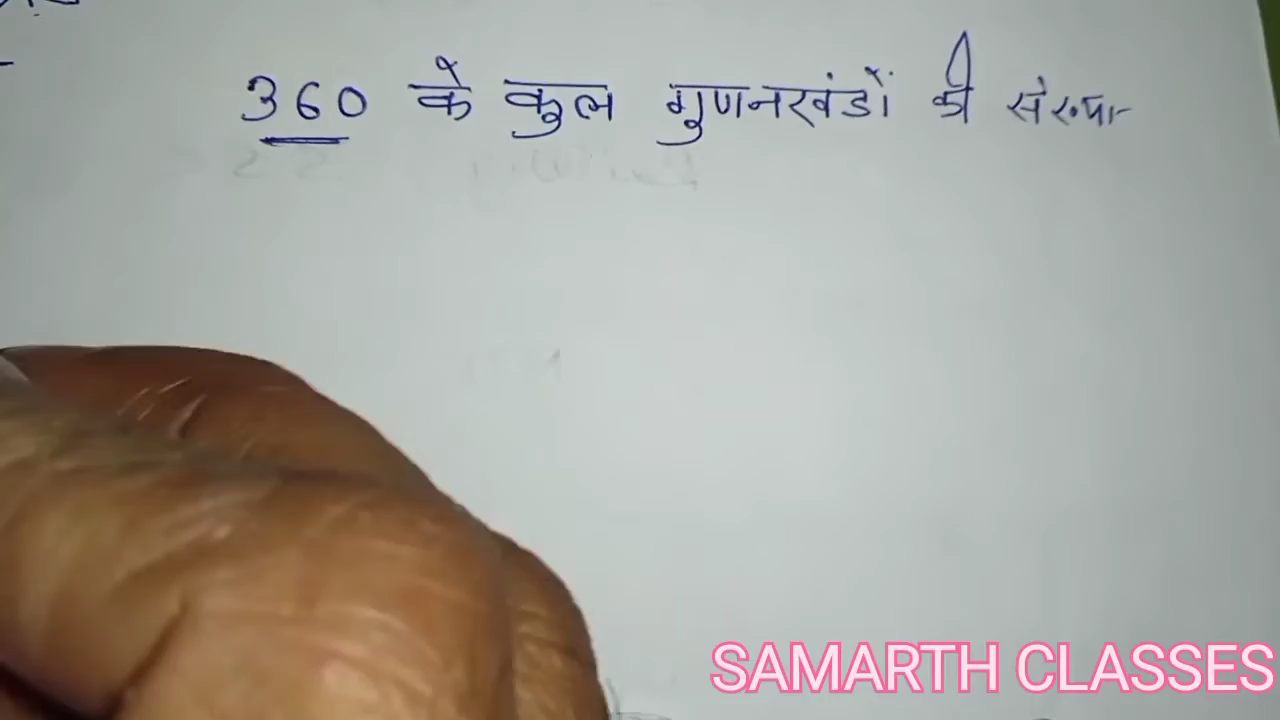 360 के कुल गुणनखंडों की संख्या
SAMARTH CLASSES